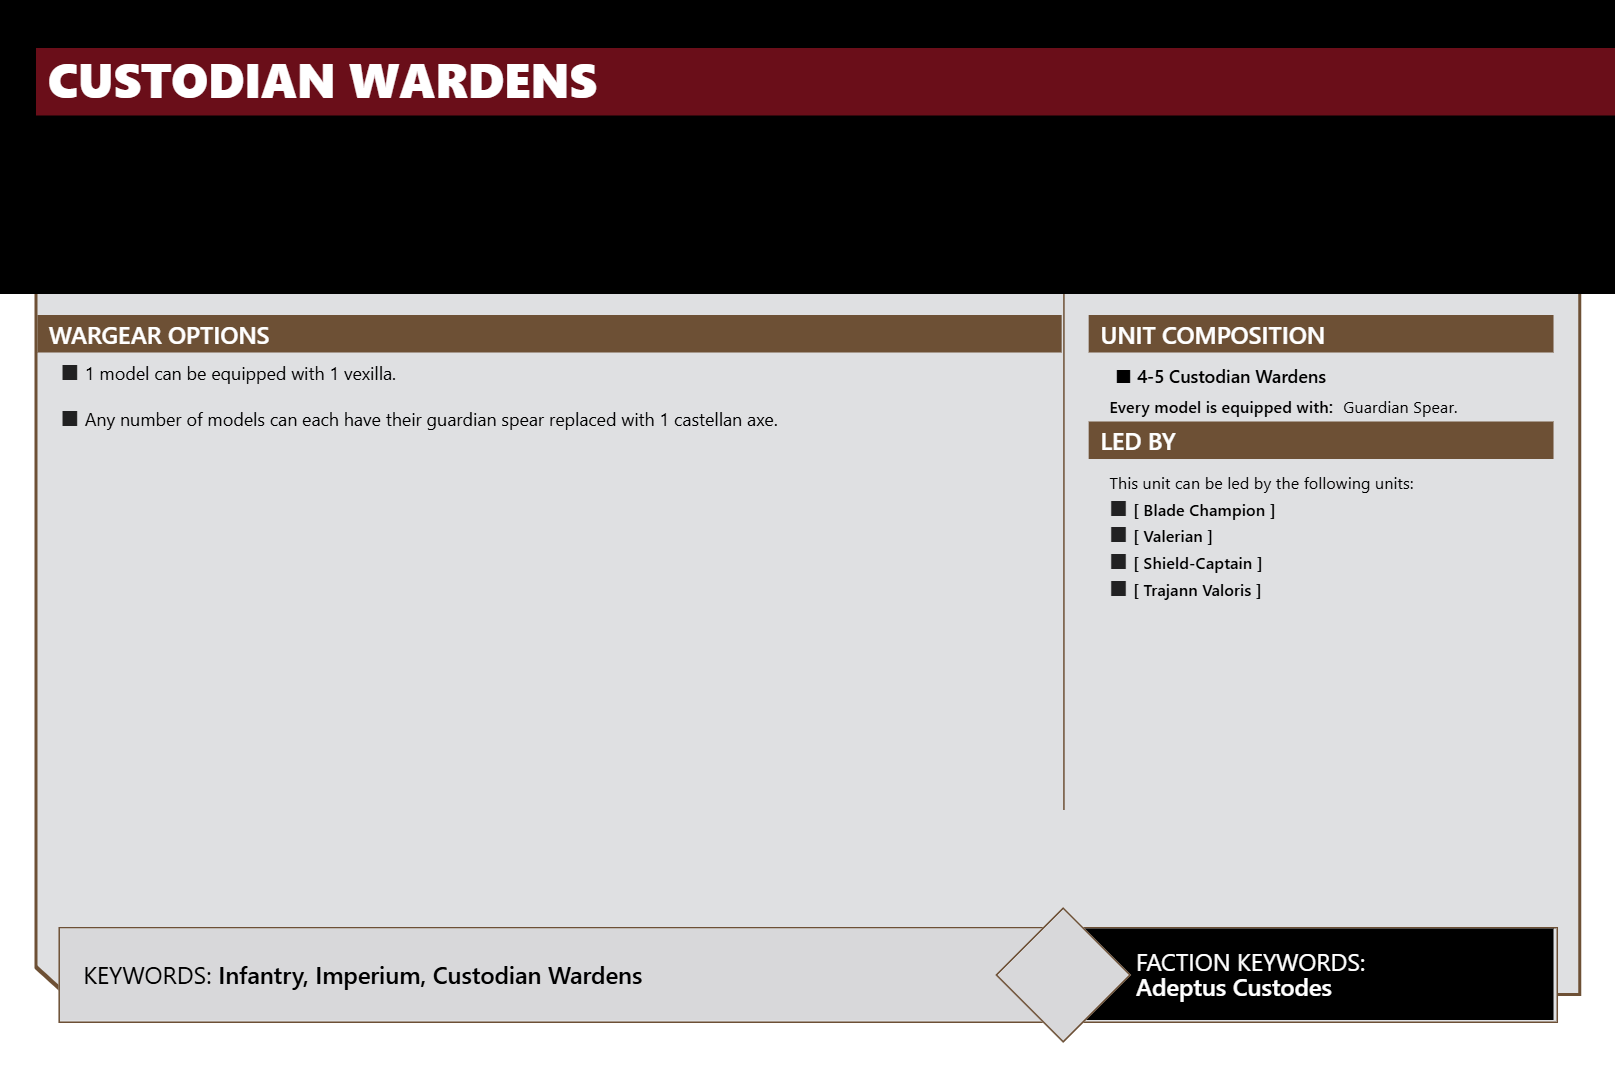 CUSTODIAN WARDENS
WARGEAR OPTIONS
■ 1 model can be equipped with 1 vexilla.
■ Any number of models can each have their guardian spear replaced with 1 castellan axe.
UNIT COMPOSITION
■ 4-5 Custodian Wardens
Every model is equipped with: Guardian Spear.
LED BY
This unit can be led by the following units:
■ [ Blade Champion ]
■ [ Valerian ]
■ [ Shield-Captain ]
■ [ Trajann Valoris ]
KEYWORDS: Infantry, Imperium, Custodian Wardens
FACTION KEYWORDS:
Adeptus Custodes